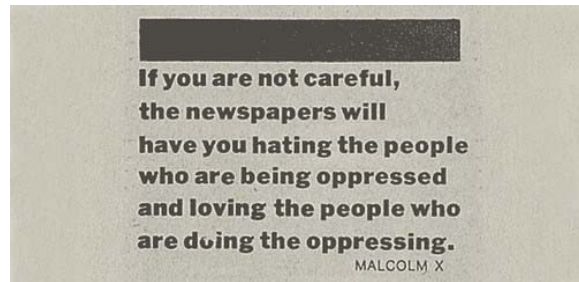 If you are not careful,
the newspapers will
have you hating the people
who are being oppressed
and loving the people who
are doing the oppressing.
MALCOLM X